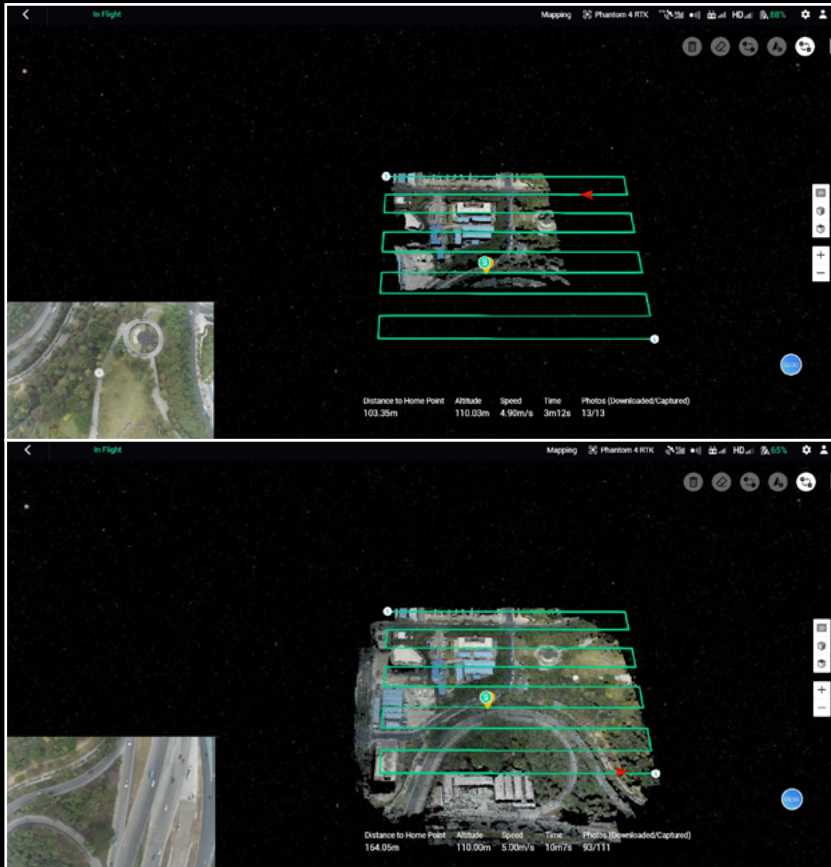 In Flight
Mapping Phantom 4 RTK HD 88%
S
Distance to Home Point Altitude Speed Time Photos (Downloaded/Captured)
103.35m 110.03m 4.90m/s 3m12s 13/13
In Flight
Mapping Phantom 4 RTK HD 65%
S
Distance to Home Point Altitude Speed Time Photos (Downloaded/Captured)
164.05m 110.00m 5.00m/s 10m7s 93/111